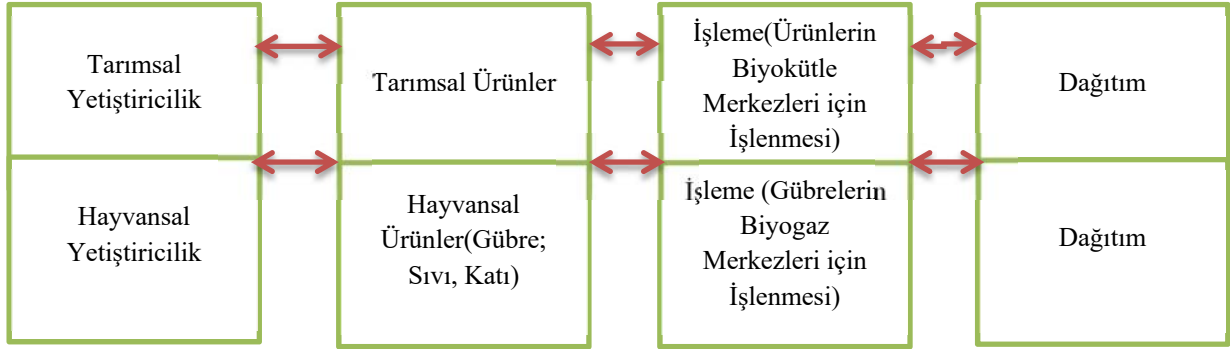 Tarımsal
Yetiştiricilik
Tarımsal Ürünler
İşleme(Ürünlerin
Biyokütle
Merkezleri için
İşlenmesi)
Dağıtım
Hayvansal
Yetiştiricilik
Hayvansal
Ürünler(Gübre;
Sıvı, Katı)
İşleme (Gübrelerin
Biyogaz
Merkezleri için
İşlenmesi)
Dağıtım